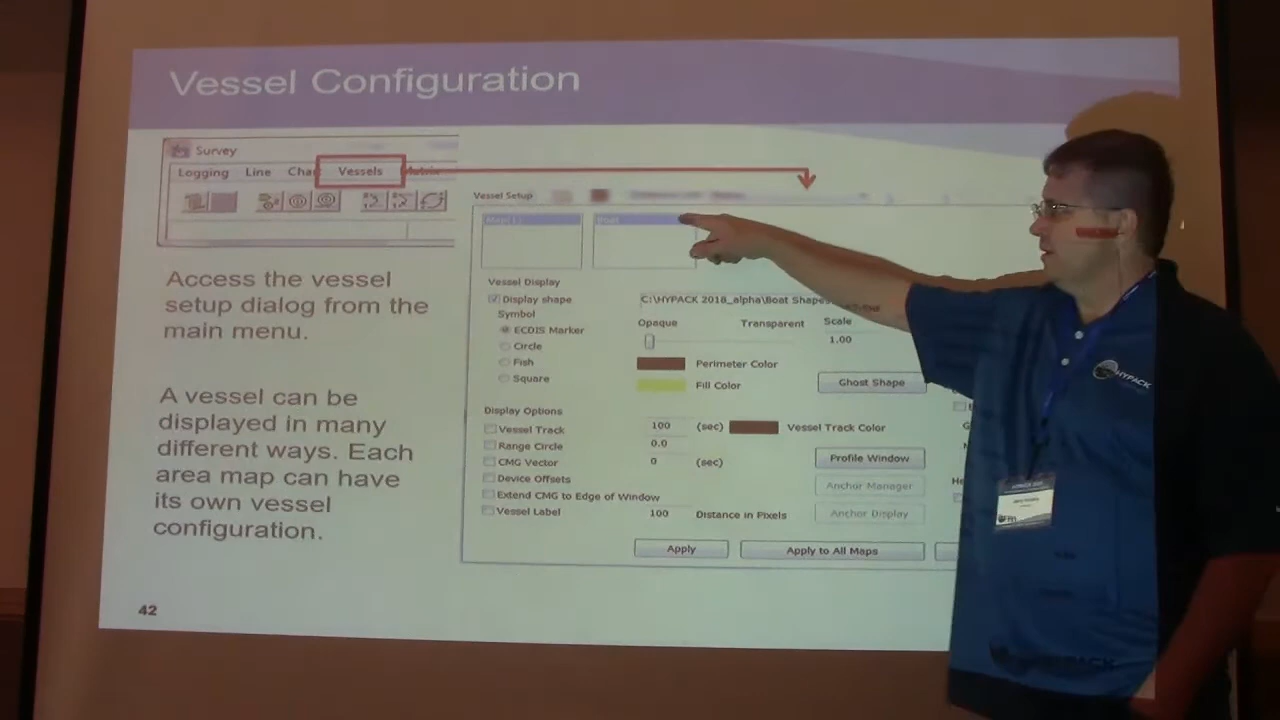 Vessel Configuration
Survey
Logging Line Vessels
Vessel Setup
Boat
Access the vessel
setup dialog from the
main menu.
A vessel can be
displayed in many
different ways. Each
area map can have
its own vessel
configuration.
Vessel Display
Display shape
C:\HYPACK 2018_alpha\Boat Shapes
Symbol
ECDIS Marker
Circle
Fish
Square
Opaque Transparent Scale
1.00
Perimeter Color
Fill Color
Ghost Shape
Display Options
Vessel Track 100 (sec) Vessel Track Color
Range Circle 0.0
CMG Vector 0 (sec)
Device Offsets
Extend CMG to Edge of Window
Vessel Label 100 Distance in Pixels
Profile Window
Anchor Manager
Anchor Display
Apply Apply to All Maps
42
HYPACK